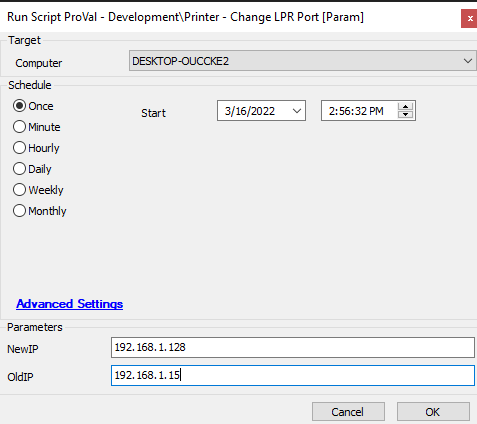 Run Script ProVal - Development\Printer - Change LPR Port [Param]
x
Target
Computer DESKTOP-OUCCKE2
Schedule
Once Start 3/16/2022 2:56:32 PM
Minute
Hourly
Daily
Weekly
Monthly
Advanced Settings
Parameters
NewIP 192.168.1.128
OldIP 192.168.1.15
Cancel OK